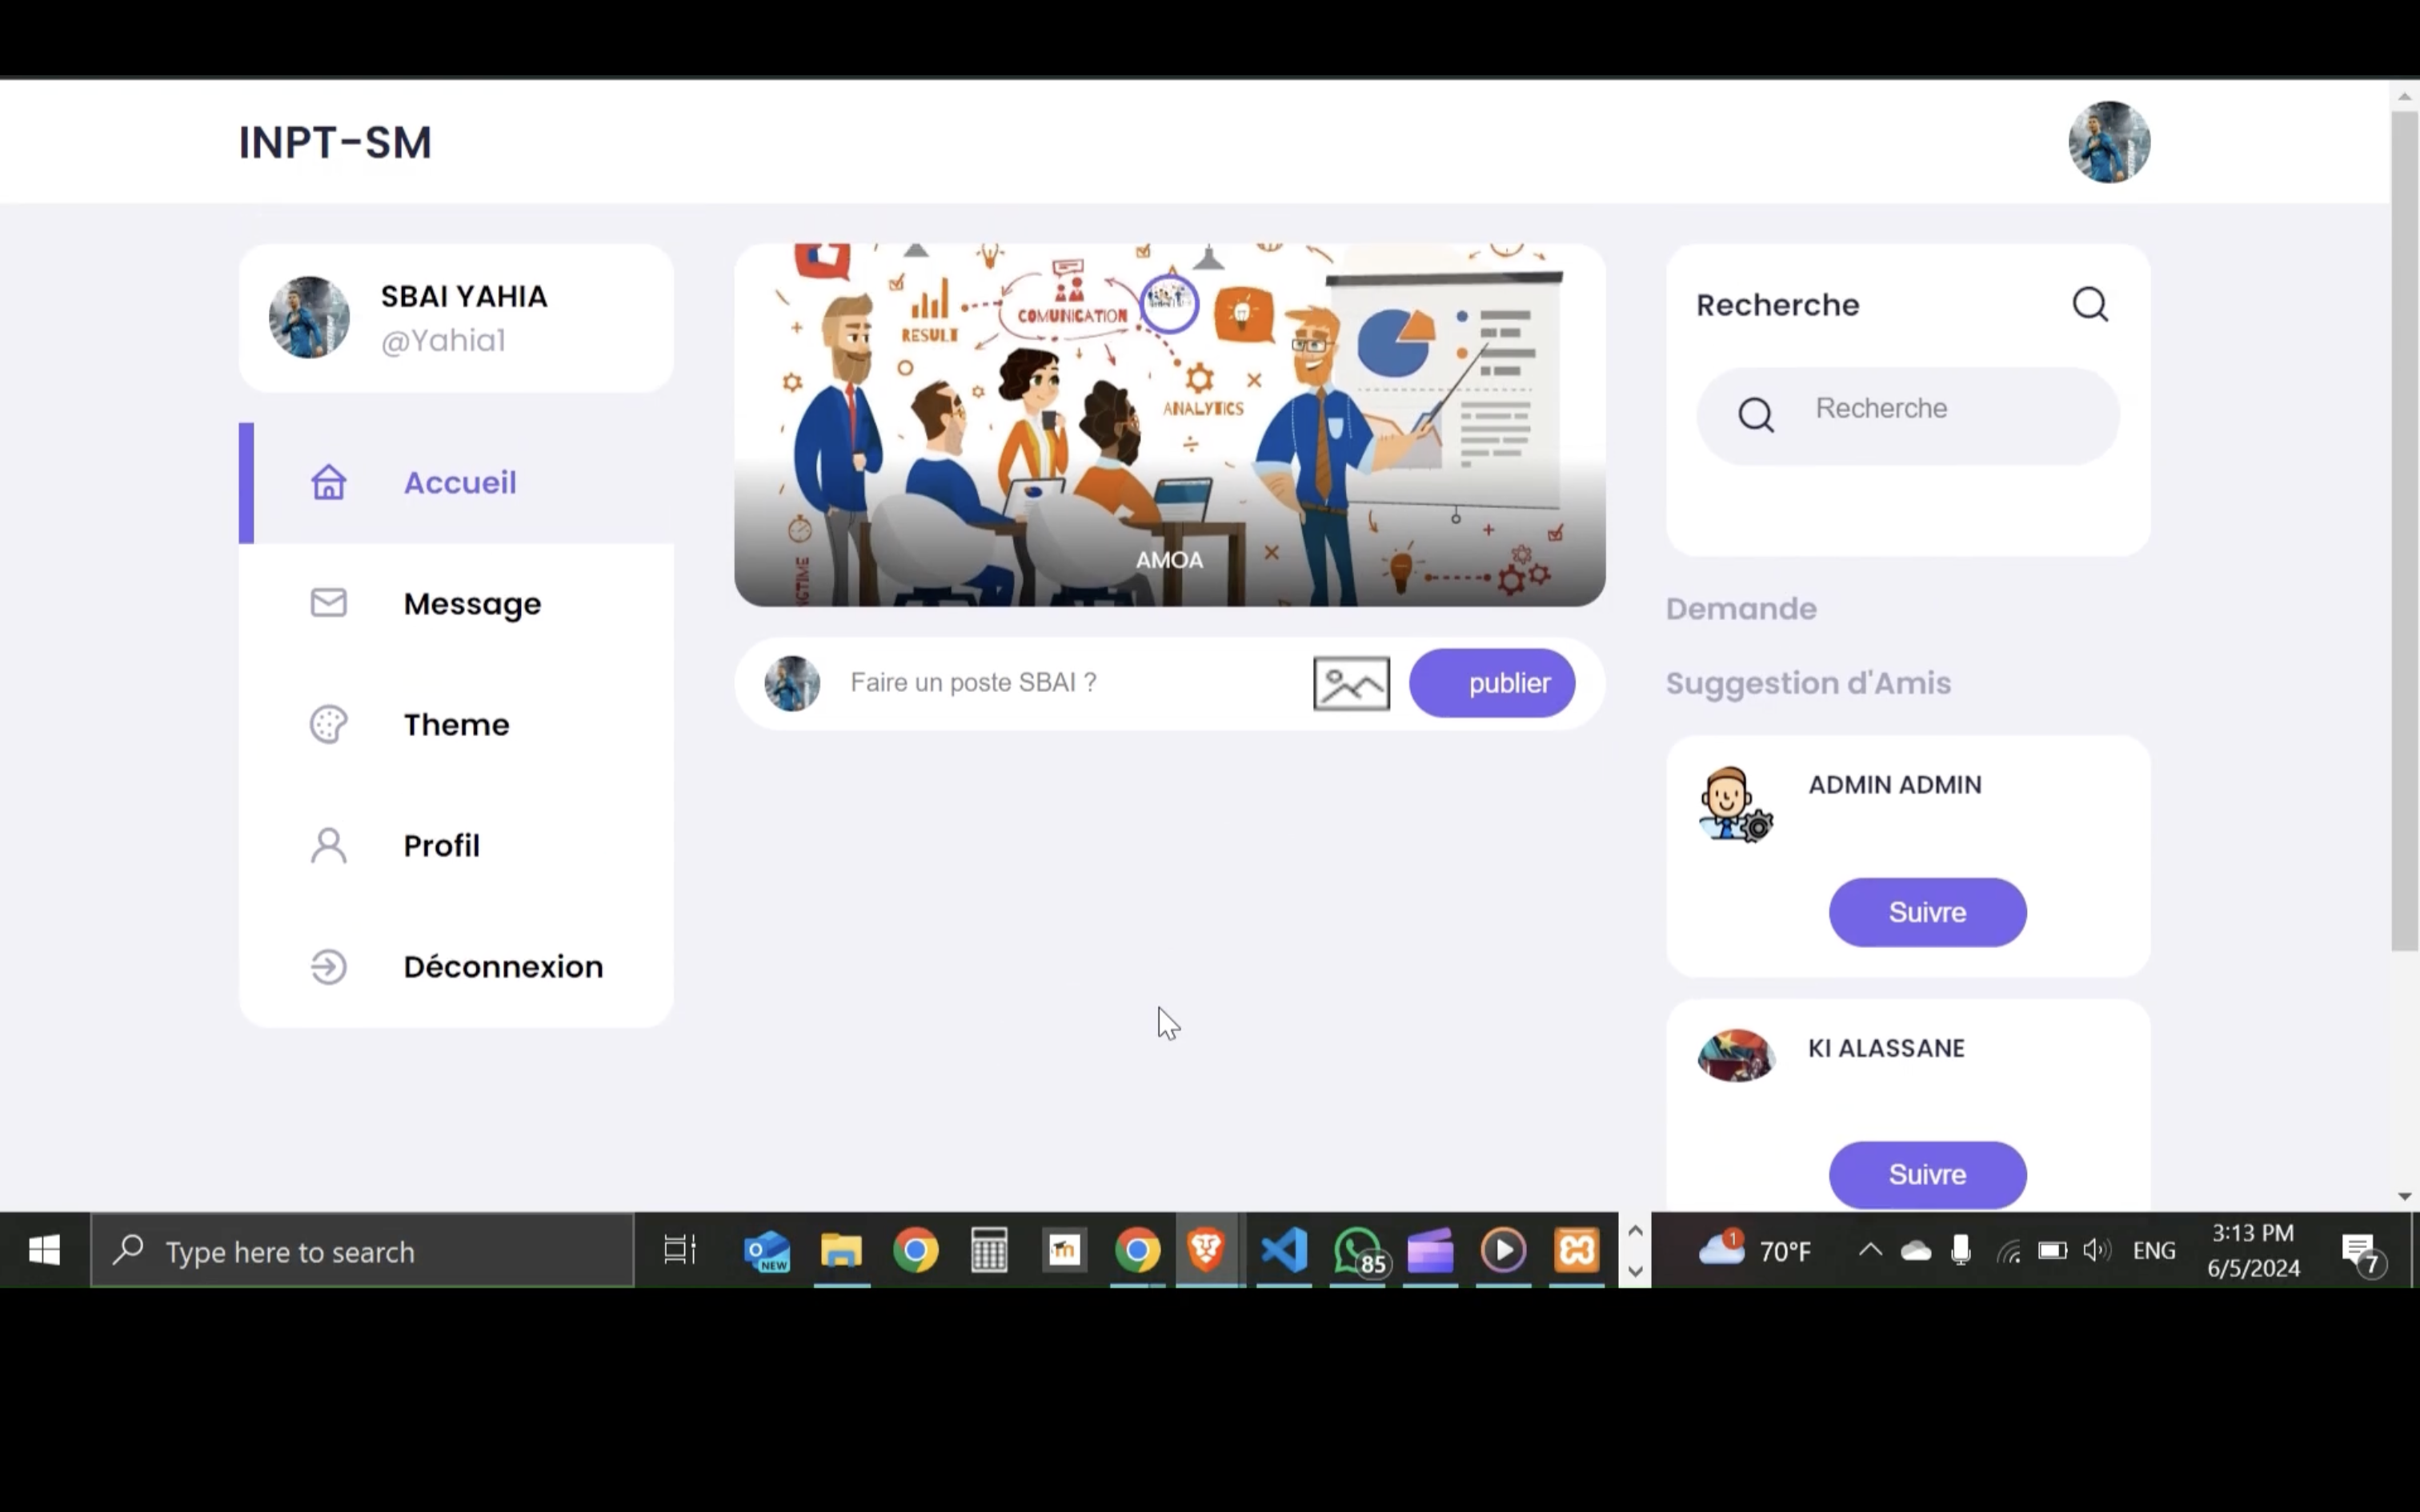 INPT-SM
SBAI YAHIA
@Yahia1
Accueil
Message
Theme
Profil
Déconnexion
RESULT
COMUNICATION
ANALYTICS
AMOA
Faire un poste SBAI ?
publier
Recherche
Recherche
Demande
Suggestion d'Amis
ADMIN ADMIN
Suivre
KI ALASSANE
Suivre
Type here to search
NEW
85
1
70°F
ENG
3:13 PM
6/5/2024
7